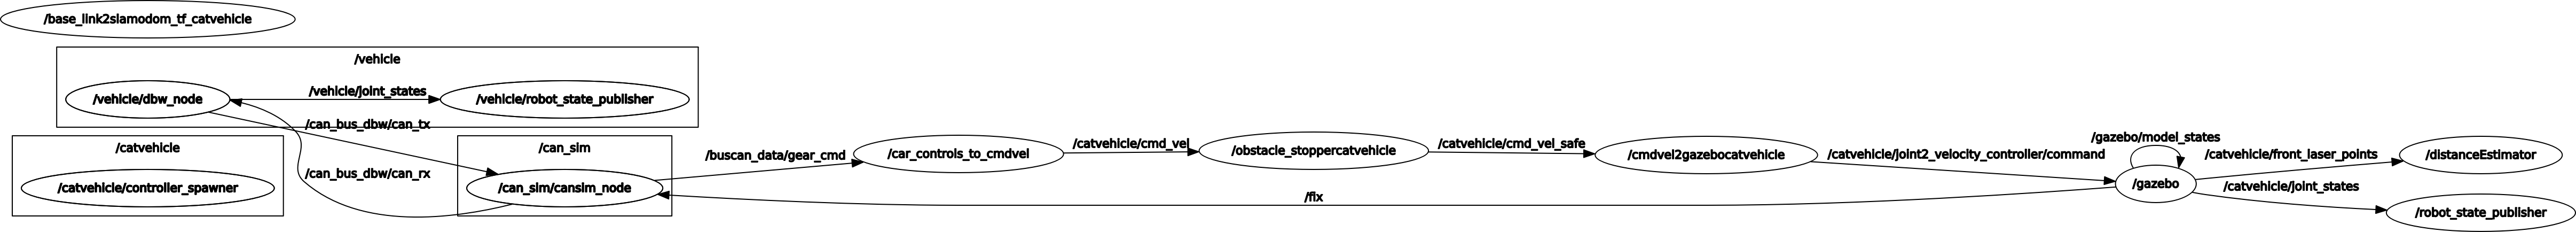 /base_link2slamodom_tf_catvehicle
/vehicle
/vehicle/dbw_node
/vehicle/joint_states
/vehicle/robot_state_publisher
/can_bus_dbw/can_tx
/catvehicle
/catvehicle/controller_spawner
/can_bus_dbw/can_rx
/can_sim
/can_sim/cansim_node
/buscan_data/gear_cmd
/car_controls_to_cmdvel
/catvehicle/cmd_vel
/obstacle_stoppercatvehicle
/catvehicle/cmd_vel_safe
/cmdvel2gazebocatvehicle
/catvehicle/joint2_velocity_controller/command
/fix
/gazebo/model_states
/gazebo
/catvehicle/front_laser_points
/distanceEstimator
/catvehicle/joint_states
/robot_state_publisher